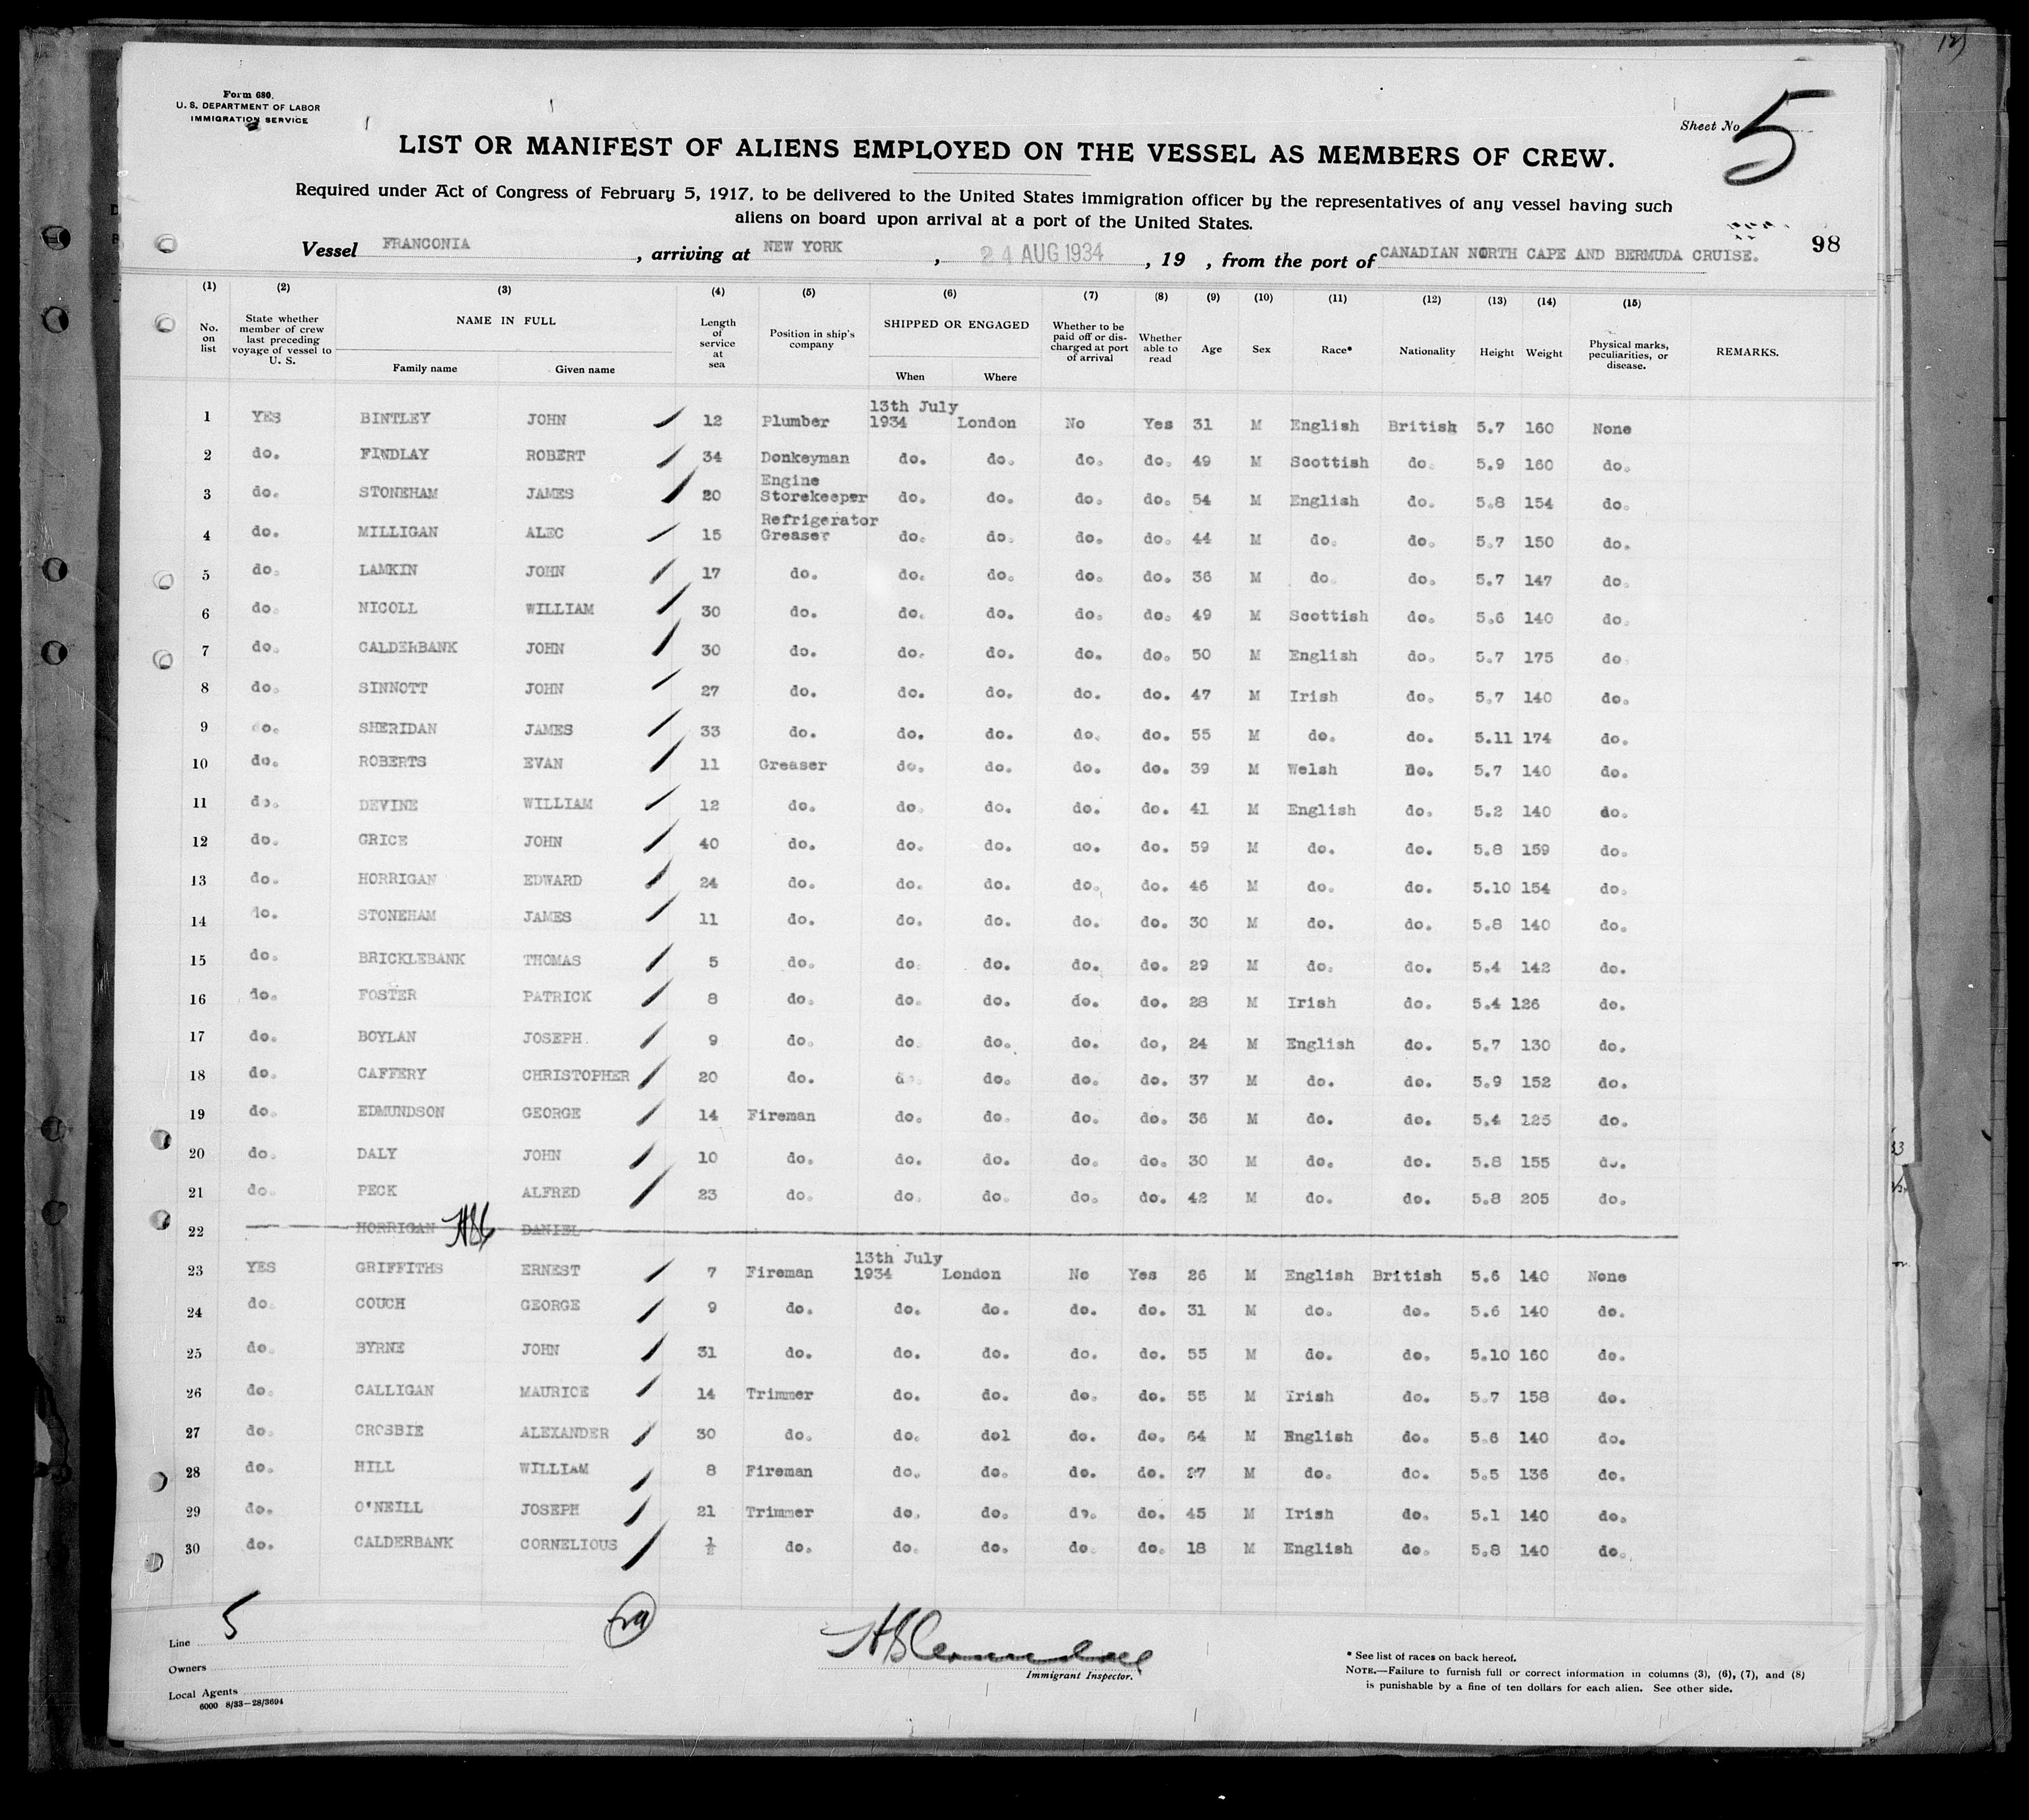 Form 680.
U. S. DEPARTMENT OF LABOR
IMMIGRATION SERVICE
Sheet No. 5
LIST OR MANIFEST OF ALIENS EMPLOYED ON THE VESSEL AS MEMBERS OF CREW.
Required under Act of Congress of February 5, 1917, to be delivered to the United States immigration officer by the representatives of any vessel having such
aliens on board upon arrival at a port of the United States.
Vessel FRANCONIA , arriving at NEW YORK , 24 AUG 1934 , 19 , from the port of CANADIAN NORTH CAPE AND BERMUDA CRUISE. 98
(1) (2) (3) (4) (5) (6) (7) (8) (9) (10) (11) (12) (13) (14) (15)
No. on list State whether member of crew last preceding voyage of vessel to U. S. NAME IN FULL Family name Given name Length of service at sea Position in ship's company SHIPPED OR ENGAGED When Where Whether to be paid off or discharged at port of arrival Whether able to read Age Sex Race* Nationality Height Weight Physical marks, peculiarities, or disease. REMARKS.
1 YES BINTLEY JOHN 12 Plumber 13th July 1934 London No Yes 31 M English British 5.7 160 None
2 do. FINDLAY ROBERT 34 Donkeyman do. do. do. do. 49 M Scottish do. 5.9 160 do.
3 do. STONEHAM JAMES 20 Engine Storekeeper do. do. do. do. 54 M English do. 5.8 154 do.
4 do. MILLIGAN ALEC 15 Refrigerator Greaser do. do. do. do. 44 M do. do. 5.7 150 do.
5 do. LAMKIN JOHN 17 do. do. do. do. do. 36 M do. do. 5.7 147 do.
6 do. NICOLL WILLIAM 30 do. do. do. do. do. 49 M Scottish do. 5.6 140 do.
7 do. CALDERBANK JOHN 30 do. do. do. do. do. 50 M English do. 5.7 175 do.
8 do. SINNOTT JOHN 27 do. do. do. do. do. 47 M Irish do. 5.7 140 do.
9 do. SHERIDAN JAMES 33 do. do. do. do. do. 55 M do. do. 5.11 174 do.
10 do. ROBERTS EVAN 11 Greaser do. do. do. do. 39 M Welsh do. 5.7 140 do.
11 do. DEVINE WILLIAM 12 do. do. do. do. do. 41 M English do. 5.2 140 do.
12 do. GRICE JOHN 40 do. do. do. do. do. 59 M do. do. 5.8 159 do.
13 do. HORRIGAN EDWARD 24 do. do. do. do. do. 46 M do. do. 5.10 154 do.
14 do. STONEHAM JAMES 11 do. do. do. do. do. 30 M do. do. 5.8 140 do.
15 do. BRICKLEBANK THOMAS 5 do. do. do. do. do. 29 M do. do. 5.4 142 do.
16 do. FOSTER PATRICK 8 do. do. do. do. do. 28 M Irish do. 5.4 126 do.
17 do. BOYLAN JOSEPH. 9 do. do. do. do. do, 24 M English do. 5.7 130 do.
18 do. CAFFERY CHRISTOPHER 20 do. do. do. do. do. 37 M do. do. 5.9 152 do.
19 do. EDMUNDSON GEORGE 14 Fireman do. do. do. do. 36 M do. do. 5.4 125 do.
20 do. DALY JOHN 10 do. do. do. do. do. 30 M do. do. 5.8 155 do.
21 do. PECK ALFRED 23 do. do. do. do. do. 42 M do. do. 5.8 205 do.
22 HORRIGAN DANIEL
23 YES GRIFFITHS ERNEST 7 Fireman 13th July 1934 London No Yes 26 M English British 5.6 140 None
24 do. COUCH GEORGE 9 do. do. do. do. do. 31 M do. do. 5.6 140 do.
25 do. BYRNE JOHN 31 do. do. do. do. do. 55 M do. do. 5.10 160 do.
26 do. CALLIGAN MAURICE 14 Trimmer do. do. do. do. 55 M Irish do. 5.7 158 do.
27 do. CROSBIE ALEXANDER 30 do. do. dol do. do. 64 M English do. 5.6 140 do.
28 do. HILL WILLIAM 8 Fireman do. do. do. do. 27 M do. do. 5.5 136 do.
29 do. O'NEILL JOSEPH 21 Trimmer do. do. do. do. 45 M Irish do. 5.1 140 do.
30 do. CALDERBANK CORNELIOUS ½ do. do. do. do. do. 18 M English do. 5.8 140 do.
Line 5
Owners
Local Agents
6000 8/33—28/3694
Immigrant Inspector.
* See list of races on back hereof.
NOTE.—Failure to furnish full or correct information in columns (3), (6), (7), and (8)
is punishable by a fine of ten dollars for each alien. See other side.